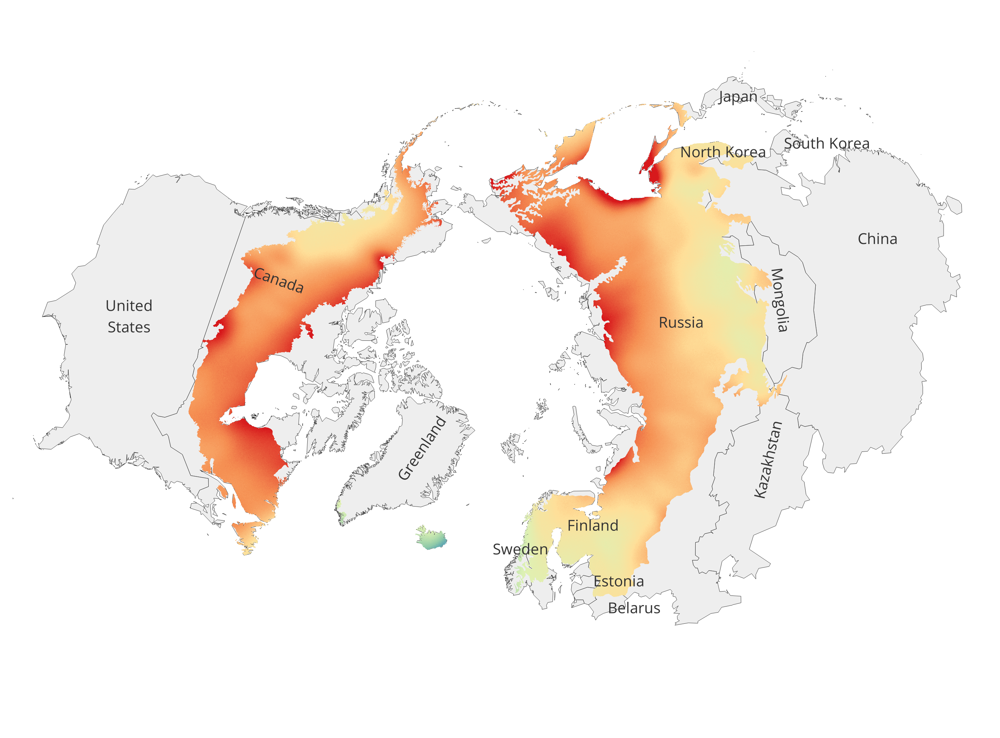 Japan
South Korea
North Korea
China
Canada
Mongolia
United
States
Russia
Greenland
Kazakhstan
Finland
Sweden
Estonia
Belarus